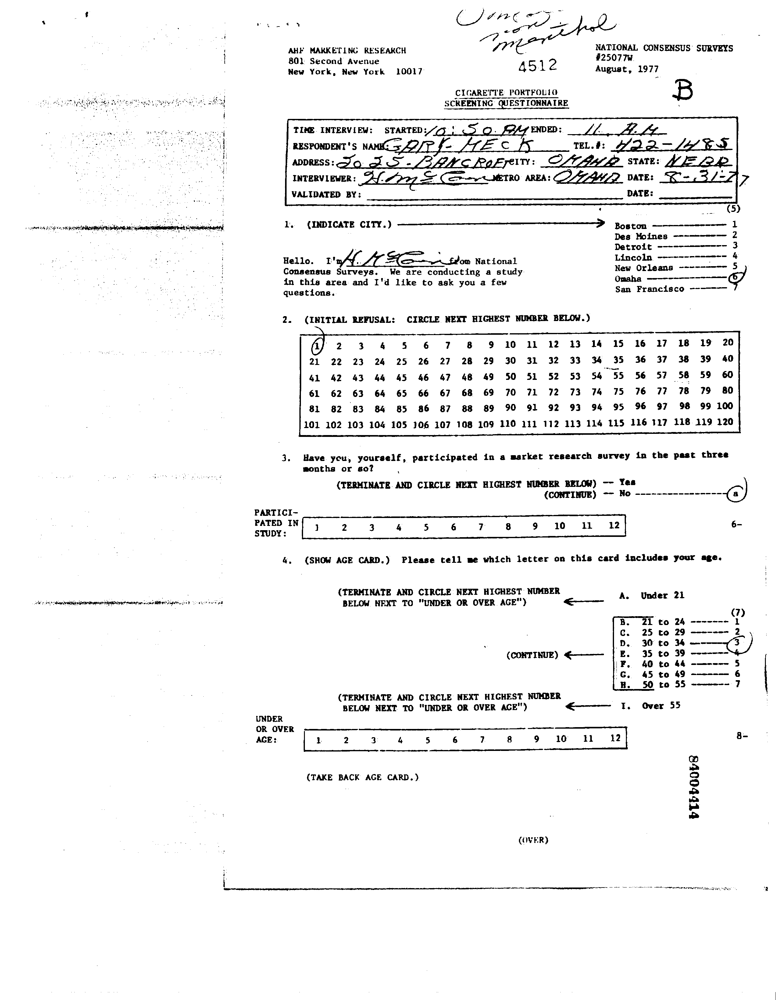 non
menthol
AHF MARKETING RESEARCH
801 Second Avenue
New York, New York 10017
4512
NATIONAL CONSENSUS SURVEYS
#25077W
August, 1977
CIGARETTE PORTFOLIO
SCREENING QUESTIONNAIRE
B
TIME INTERVIEW: STARTED: 10:50 AM ENDED: 11 A.M
RESPONDENT'S NAME: GARY HECK TEL.#: 422-1485
ADDRESS: 2025-BANCROFT CITY: OMAHA STATE: NEBR
INTERVIEWER: METRO AREA: OMAHA DATE: 8-31-77
VALIDATED BY: DATE:
(5)
1. (INDICATE CITY.)
Boston 1
Des Moines 2
Detroit 3
Lincoln 4
New Orleans 5
Omaha 6
San Francisco 7
Hello. I'm from National
Consensus Surveys. We are conducting a study
in this area and I'd like to ask you a few
questions.
2. (INITIAL REFUSAL: CIRCLE NEXT HIGHEST NUMBER BELOW.)
1 2 3 4 5 6 7 8 9 10 11 12 13 14 15 16 17 18 19 20
21 22 23 24 25 26 27 28 29 30 31 32 33 34 35 36 37 38 39 40
41 42 43 44 45 46 47 48 49 50 51 52 53 54 55 56 57 58 59 60
61 62 63 64 65 66 67 68 69 70 71 72 73 74 75 76 77 78 79 80
81 82 83 84 85 86 87 88 89 90 91 92 93 94 95 96 97 98 99 100
101 102 103 104 105 106 107 108 109 110 111 112 113 114 115 116 117 118 119 120
3. Have you, yourself, participated in a market research survey in the past three
months or so?
(TERMINATE AND CIRCLE NEXT HIGHEST NUMBER BELOW) -- Yes
(CONTINUE) -- No ---------------- a
PARTICI-
PATED IN
STUDY:
1 2 3 4 5 6 7 8 9 10 11 12
6-
4. (SHOW AGE CARD.) Please tell me which letter on this card includes your age.
(TERMINATE AND CIRCLE NEXT HIGHEST NUMBER
BELOW NEXT TO "UNDER OR OVER AGE")
A. Under 21
(7)
B. 21 to 24 ------- 1
C. 25 to 29 ------- 2
D. 30 to 34 ------- 3
(CONTINUE)
E. 35 to 39 ------- 4
F. 40 to 44 ------- 5
G. 45 to 49 ------- 6
H. 50 to 55 ------- 7
(TERMINATE AND CIRCLE NEXT HIGHEST NUMBER
BELOW NEXT TO "UNDER OR OVER AGE")
I. Over 55
UNDER
OR OVER
AGE:
1 2 3 4 5 6 7 8 9 10 11 12
8-
(TAKE BACK AGE CARD.)
84004414
(OVER)